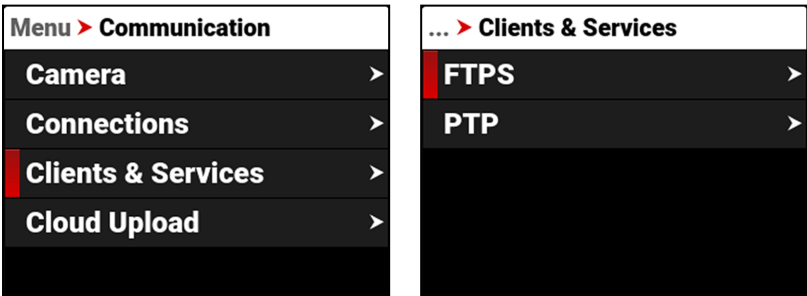 Menu ➤ Communication
Camera
Connections
Clients & Services
Cloud Upload
... ➤ Clients & Services
FTPS
PTP